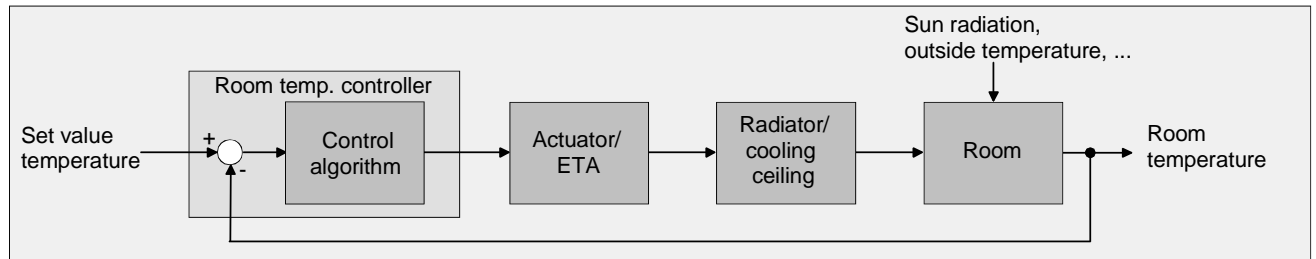 Sun radiation,
outside temperature, ...
Room temp. controller
Set value
temperature
+
-
Control
algorithm
Actuator/
ETA
Radiator/
cooling
ceiling
Room
Room
temperature